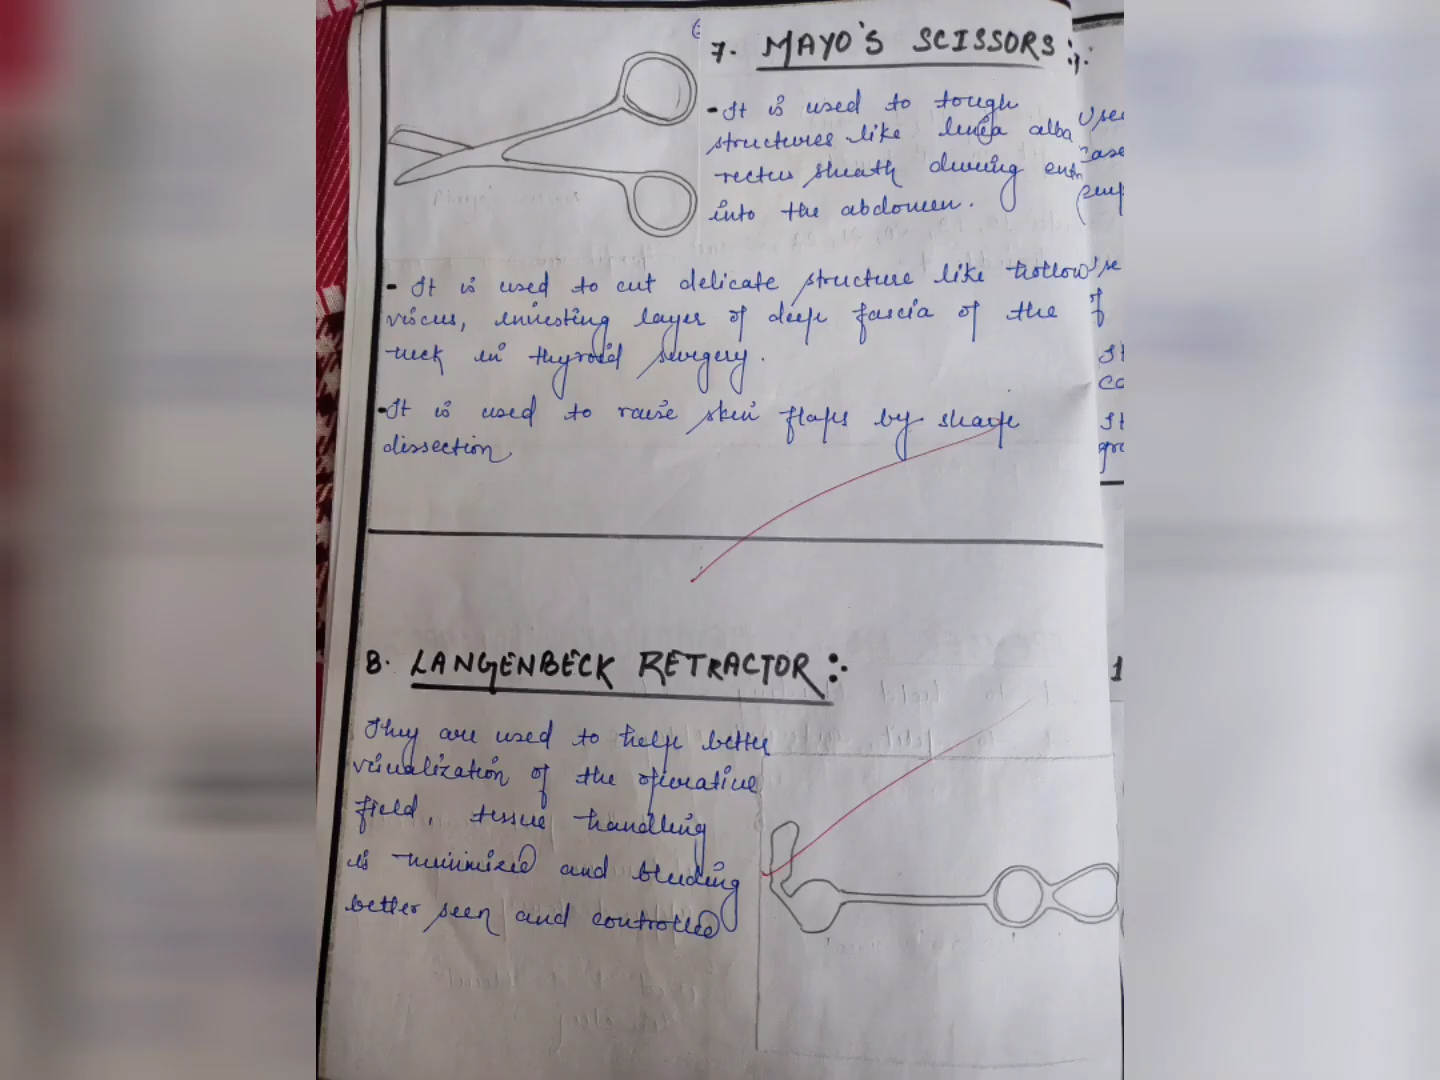 7. MAYO'S SCISSORS :-
- It is used to tough
structures like linea alba
rectus sheath during
into the abdomen.
- It is used to cut delicate structure like hollow
viscus, investing layer of deep fascia of the
neck in thyroid surgery.
- It is used to raise skin flaps by sharp
dissection
8. LANGENBECK RETRACTOR :-
They are used to help better
visualization of the operative
field, tissue handling
is minimized and bleeding
better seen and controlled